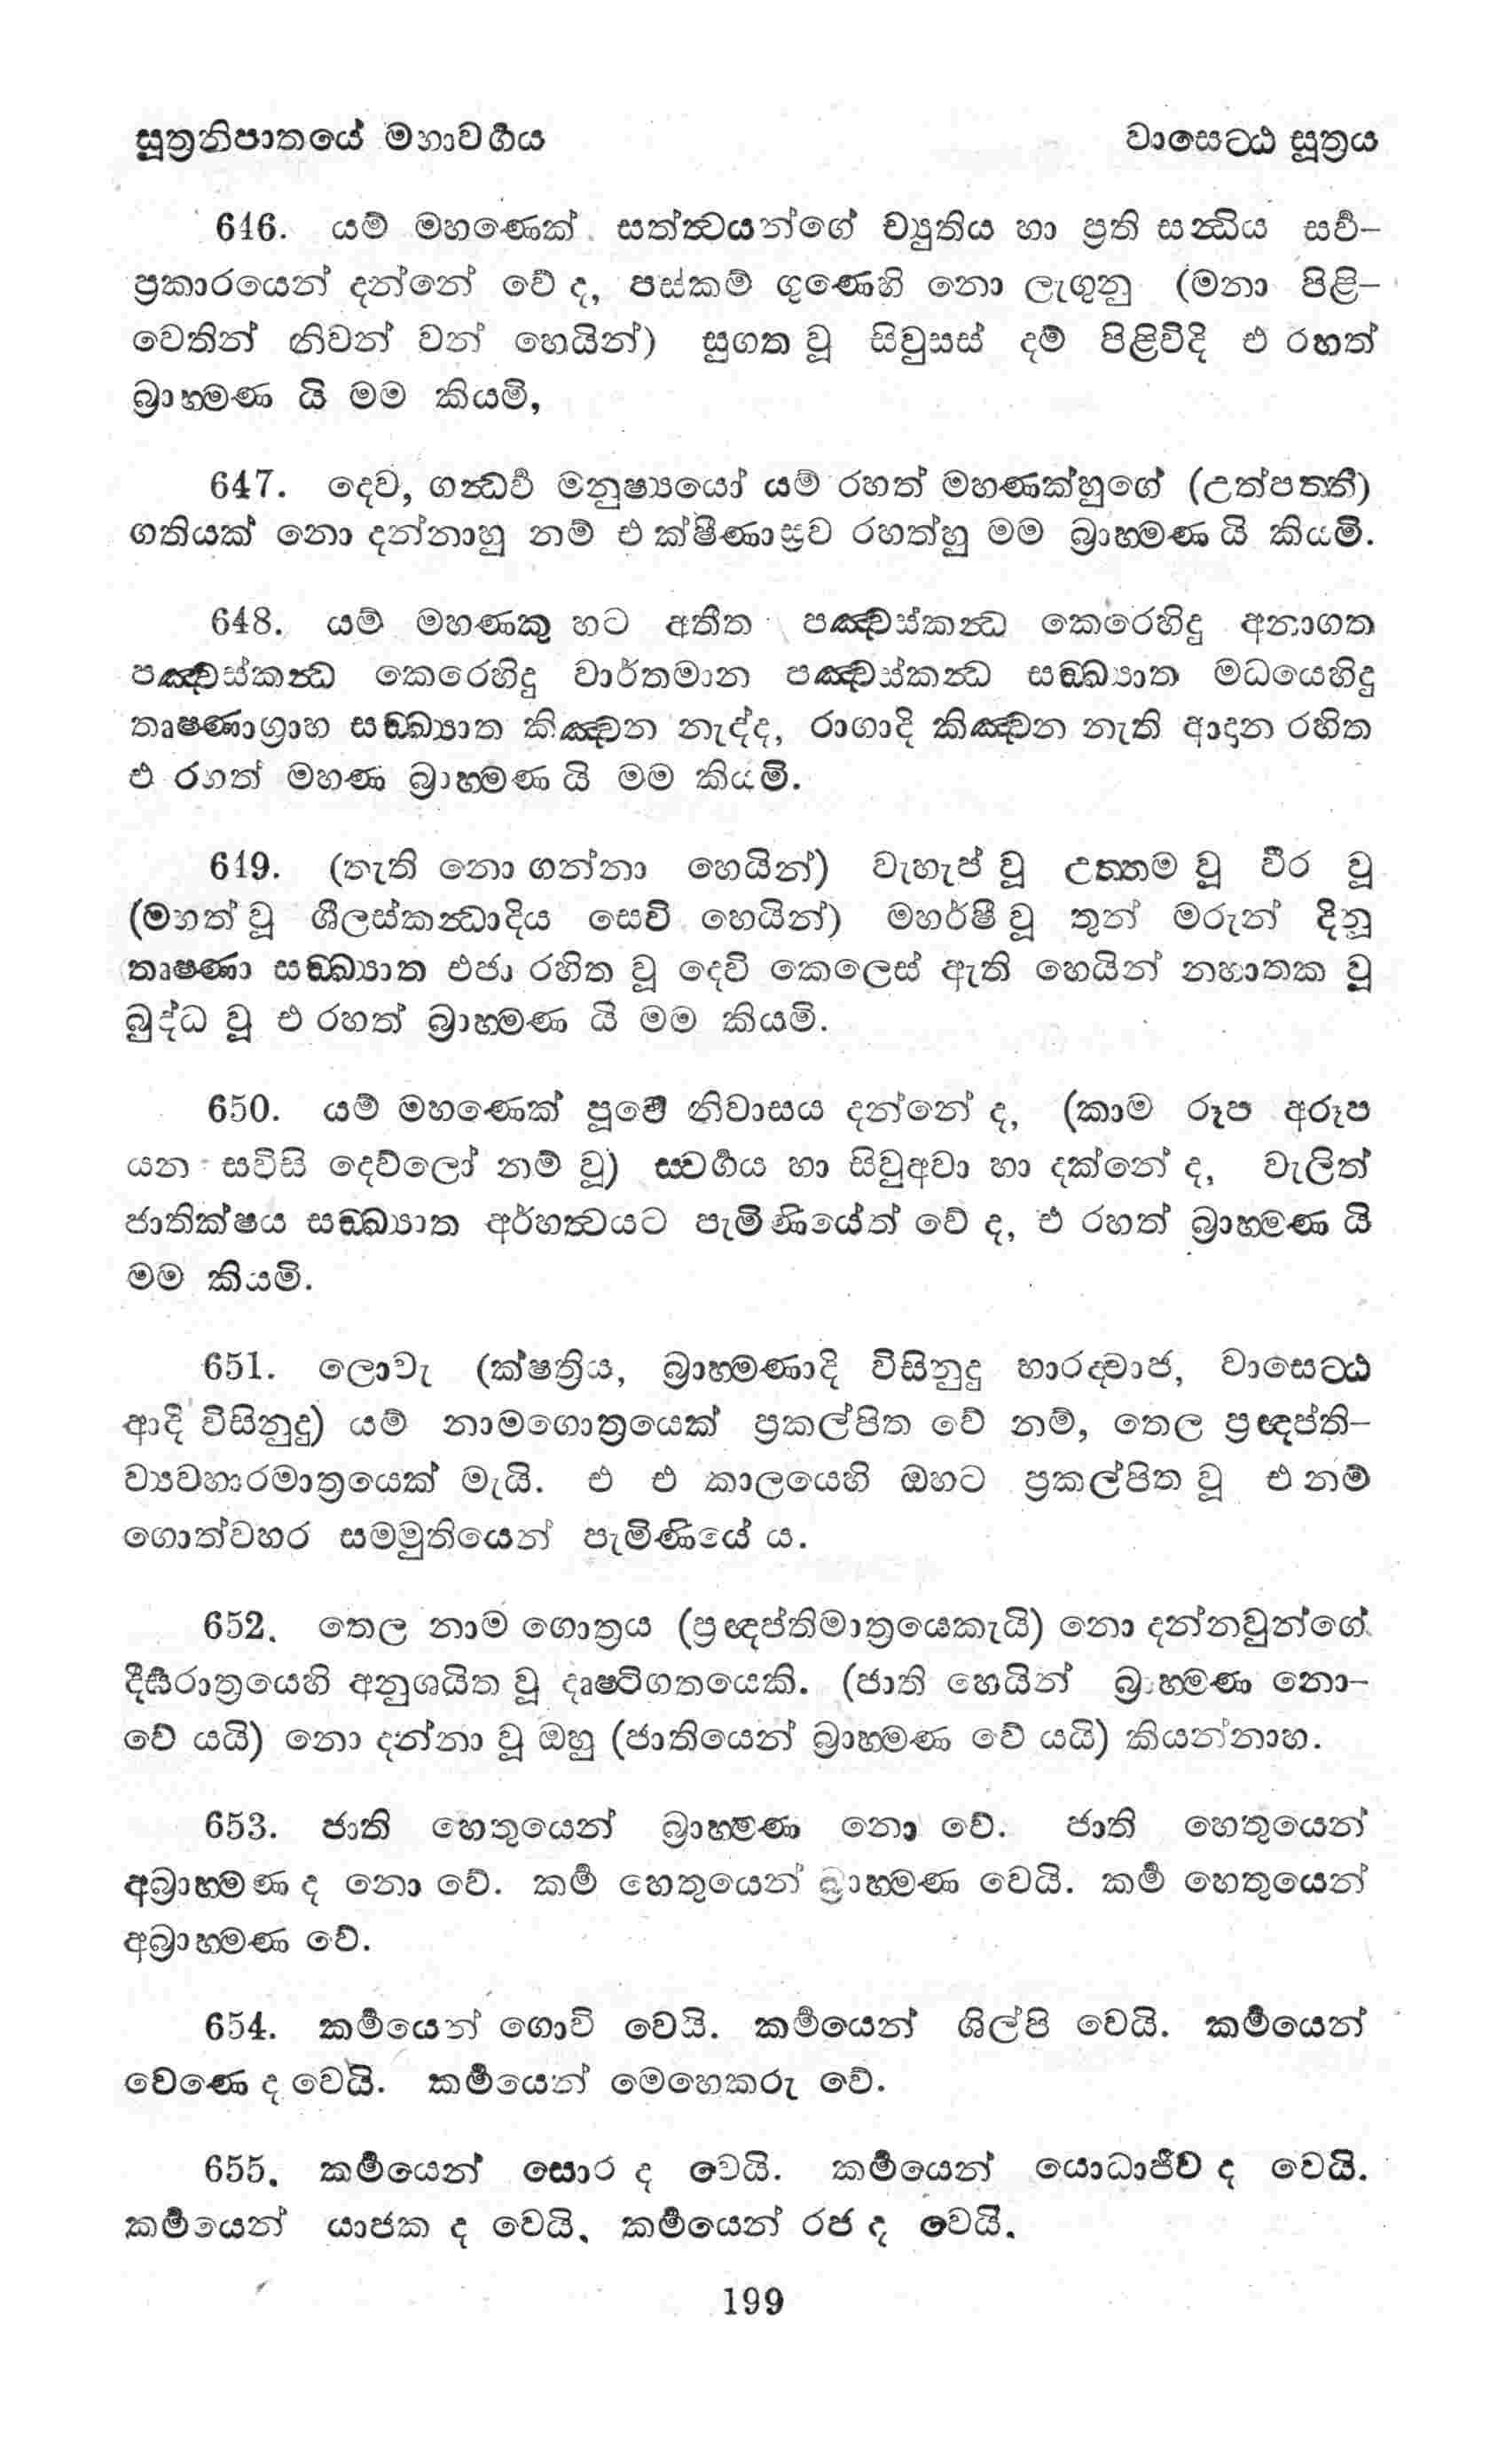 සූත්‍රනිපාතයේ මහාවර්‍ගය වාසෙට්ඨ සූත්‍රය
646. යම් මහණෙක් සත්ත්‍වයන්ගේ ච්‍යුතිය හා ප්‍රති සන්‍ධිය සර්‍ව-
ප්‍රකාරයෙන් දන්නේ වේ ද, පස්කම් ගුණෙහි නො ලැගුනු (මනා පිළි-
වෙතින් නිවන් වන් හෙයින්) සුගත වූ සිවුසස් දම් පිළිවිදි එ රහත්
බ්‍රාහ්මණ යි මම කියමි,
647. දෙව, ගන්‍ධර්‍ව මනුෂ්‍යයෝ යම් රහත් මහණක්හුගේ (උත්පත්ති)
ගතියක් නො දන්නාහු නම් එ ක්ෂීණාස්‍රව රහත්හු මම බ්‍රාහ්මණ යි කියමි.
648. යම් මහණකු හට අතීත පඤ්චස්කන්‍ධ කෙරෙහිදු අනාගත
පඤ්චස්කන්‍ධ කෙරෙහිදු වාර්තමාන පඤ්චස්කන්‍ධ සඞ්ඛ්‍යාත මධයෙහිදු
තෘෂ්ණාග්‍රාහ සඞ්ඛ්‍යාත කිඤ්චන නැද්ද, රාගාදි කිඤ්චන නැති ආදාන රහිත
එ රහත් මහණ බ්‍රාහ්මණ යි මම කියමි.
649. (තැති නො ගන්නා හෙයින්) වැහැප් වූ උත්තම වූ වීර වූ
(මහත් වූ ශීලස්කන්‍ධාදිය සෙවි හෙයින්) මහර්ෂී වූ තුන් මරුන් දිනූ
තෘෂ්ණා සඞ්ඛ්‍යාත එජා රහිත වූ දෙවි කෙලෙස් ඇති හෙයින් නහාතක වූ
බුද්ධ වූ එ රහත් බ්‍රාහ්මණ යි මම කියමි.
650. යම් මහණෙක් පූර්‍වෙ නිවාසය දන්නේ ද, (කාම රූප අරූප
යන සවිසි දෙව්ලෝ නම් වූ) ස්වර්‍ගය හා සිවුඅවා හා දක්නේ ද, වැලිත්
ජාතික්ෂය සඞ්ඛ්‍යාත අර්හත්‍වයට පැමිණියේත් වේ ද, එ රහත් බ්‍රාහ්මණ යි
මම කියමි.
651. ලොවැ (ක්ෂත්‍රිය, බ්‍රාහ්මණාදි විසිනුදු භාරද්වාජ, වාසෙට්ඨ
ආදි විසිනුදු) යම් නාමගොත්‍රයෙක් ප්‍රකල්පිත වේ නම්, තෙල ප්‍රඥප්ති-
ව්‍යවහාරමාත්‍රයෙක් මැයි. එ එ කාලයෙහි ඔහට ප්‍රකල්පිත වූ එ නම්
ගොත්වහර සම්මුතියෙන් පැමිණියේ ය.
652. තෙල නාම ගොත්‍රය (ප්‍රඥප්තිමාත්‍රයෙකැයි) නො දන්නවුන්ගේ
දීර්‍ඝරාත්‍රයෙහි අනුශයිත වූ දෘෂ්ටිගතයෙකි. (ජාති හෙයින් බ්‍රාහ්මණ නො-
වේ යයි) නො දන්නා වූ ඔහු (ජාතියෙන් බ්‍රාහ්මණ වේ යයි) කියන්නාහ.
653. ජාති හෙතුයෙන් බ්‍රාහ්මණ නො වේ. ජාති හෙතුයෙන්
අබ්‍රාහ්මණ ද නො වේ. කර්‍ම හෙතුයෙන් බ්‍රාහ්මණ වෙයි. කර්‍ම හෙතුයෙන්
අබ්‍රාහ්මණ වේ.
654. කර්‍මයෙන් ගොවි වෙයි. කර්‍මයෙන් ශිල්පි වෙයි. කර්‍මයෙන්
වෙණෙ ද වෙයි. කර්‍මයෙන් මෙහෙකරු වේ.
655. කර්‍මයෙන් සොර ද වෙයි. කර්‍මයෙන් යොධාජීව ද වෙයි.
කර්‍මයෙන් යාජක ද වෙයි. කර්‍මයෙන් රජ ද වෙයි.
199